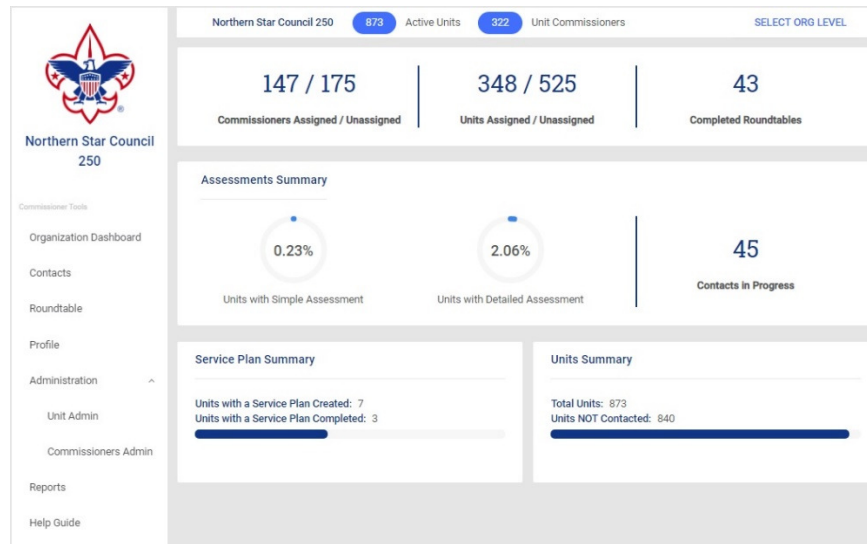 Northern Star Council 250 873 Active Units 322 Unit Commissioners SELECT ORG LEVEL
Northern Star Council
250
Commissioner Tools
Organization Dashboard
Contacts
Roundtable
Profile
Administration
Unit Admin
Commissioners Admin
Reports
Help Guide
147 / 175
Commissioners Assigned / Unassigned
348 / 525
Units Assigned / Unassigned
43
Completed Roundtables
Assessments Summary
0.23%
Units with Simple Assessment
2.06%
Units with Detailed Assessment
45
Contacts in Progress
Service Plan Summary
Units with a Service Plan Created: 7
Units with a Service Plan Completed: 3
Units Summary
Total Units: 873
Units NOT Contacted: 840